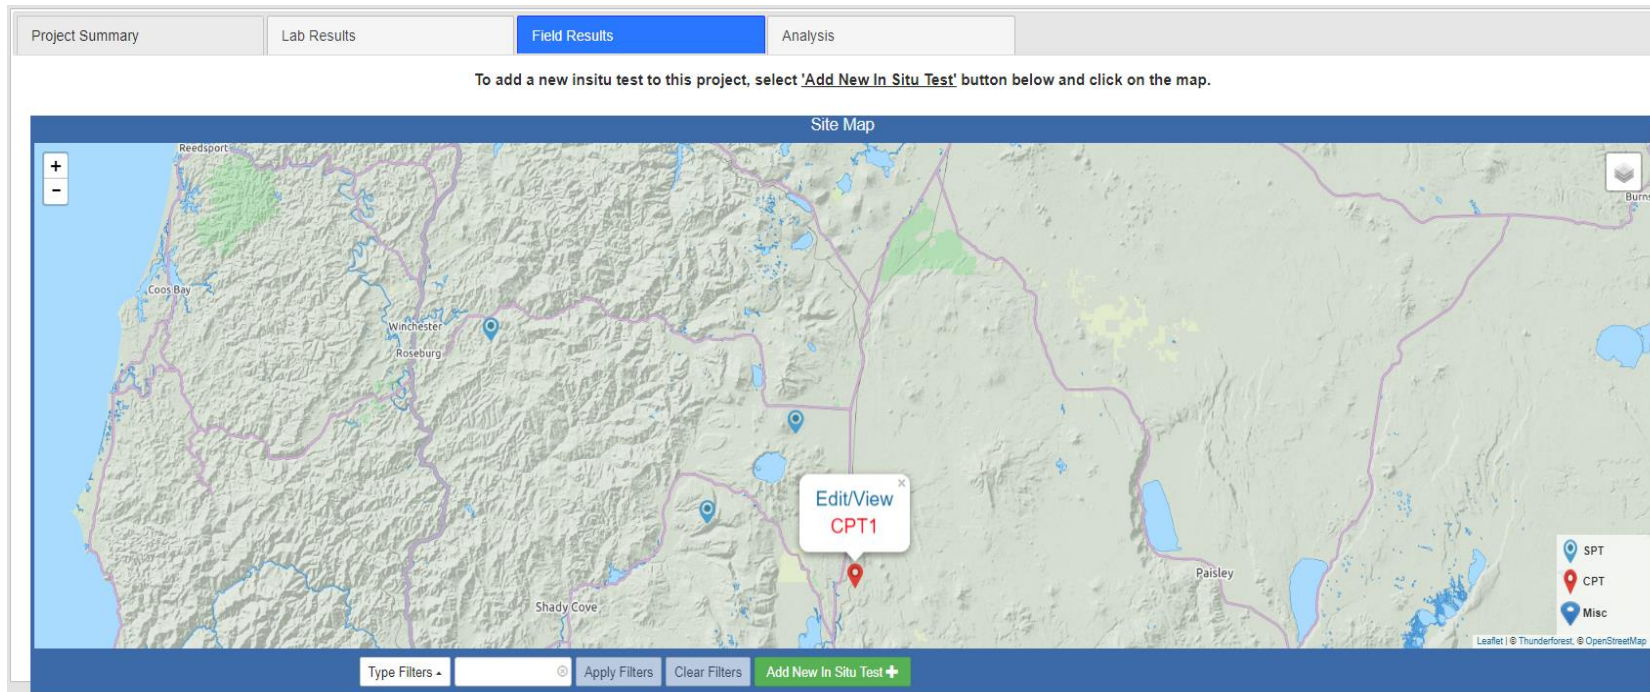 Project Summary
Lab Results
Field Results
Analysis
To add a new insitu test to this project, select 'Add New In Situ Test' button below and click on the map.
Site Map
+
−
Reedsport
Burns
Coos Bay
Winchester
Roseburg
×
Edit/View
CPT1
SPT
CPT
Misc
Paisley
Shady Cove
Leaflet | © Thunderforest, © OpenStreetMap
Type Filters
Apply Filters
Clear Filters
Add New In Situ Test +